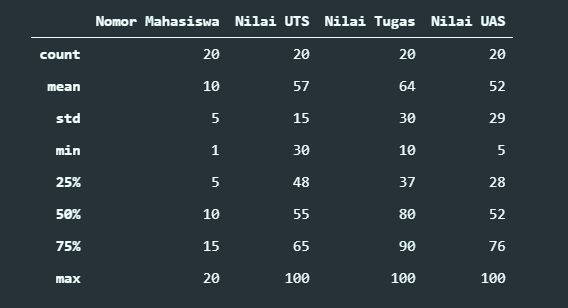 Nomor Mahasiswa Nilai UTS Nilai Tugas Nilai UAS
count 20 20 20 20
mean 10 57 64 52
std 5 15 30 29
min 1 30 10 5
25% 5 48 37 28
50% 10 55 80 52
75% 15 65 90 76
max 20 100 100 100